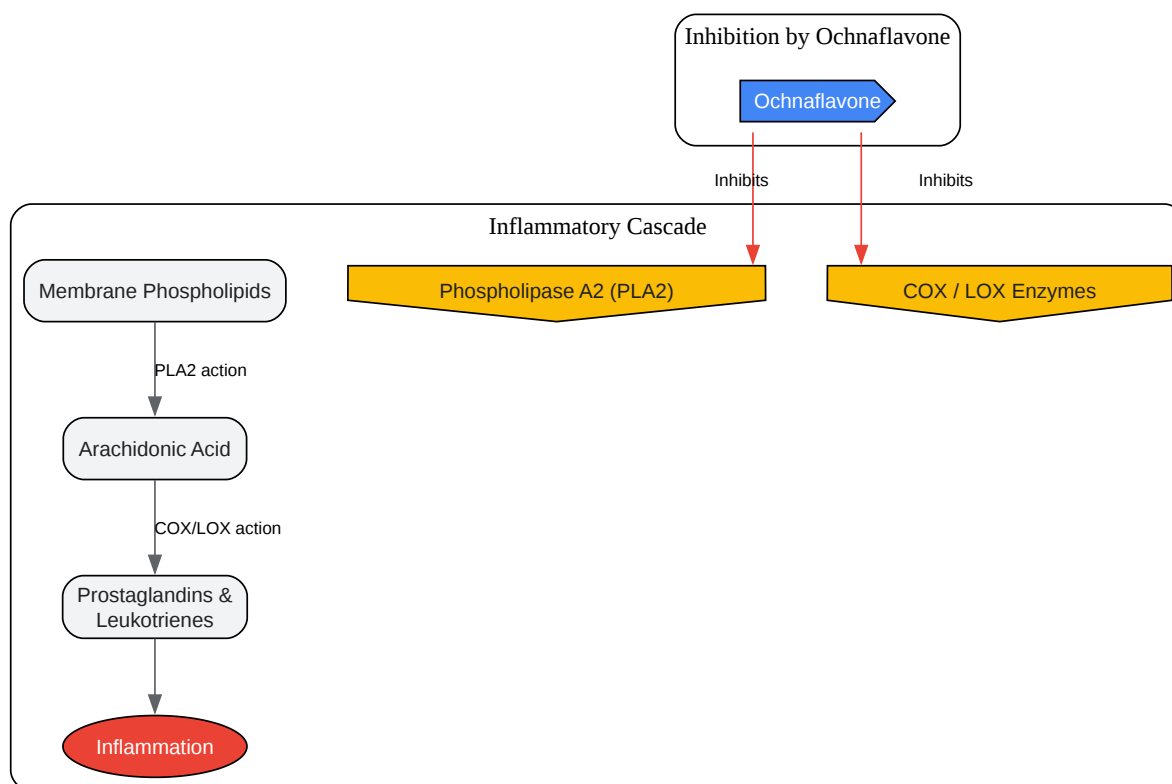 Inhibition by Ochnaflavone
Ochnaflavone
Inhibits
Inhibits
Inflammatory Cascade
Membrane Phospholipids
Phospholipase A2 (PLA2)
COX / LOX Enzymes
PLA2 action
Arachidonic Acid
COX/LOX action
Prostaglandins &
Leukotrienes
Inflammation